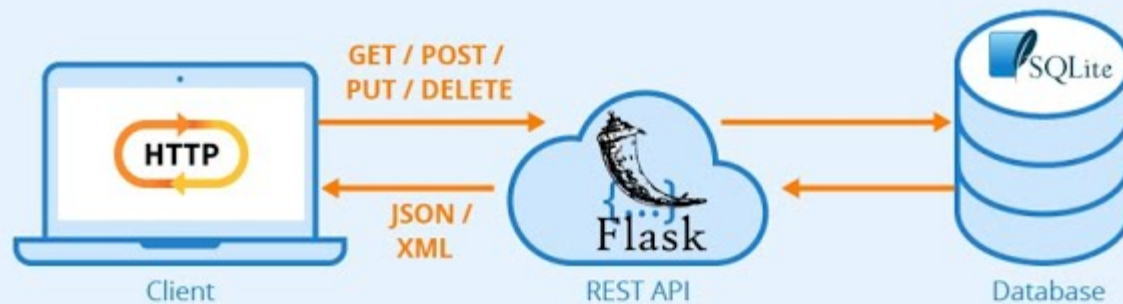 GET / POST /
PUT / DELETE
HTTP
JSON /
XML
Client
{...}
Flask
REST API
SQLite
Database